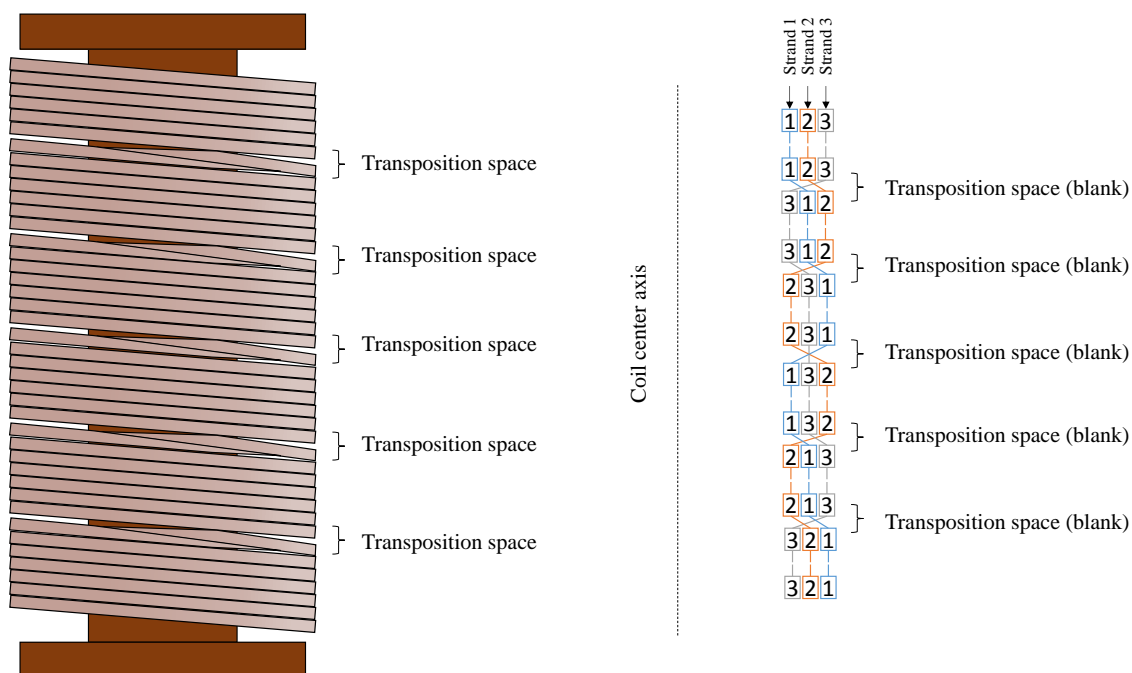 Transposition space
Transposition space
Transposition space
Transposition space
Transposition space
Coil center axis
Strand 1
Strand 2
Strand 3
1 2 3
1 2 3
Transposition space (blank)
3 1 2
3 1 2
Transposition space (blank)
2 3 1
2 3 1
Transposition space (blank)
1 3 2
1 3 2
Transposition space (blank)
2 1 3
2 1 3
Transposition space (blank)
3 2 1
3 2 1